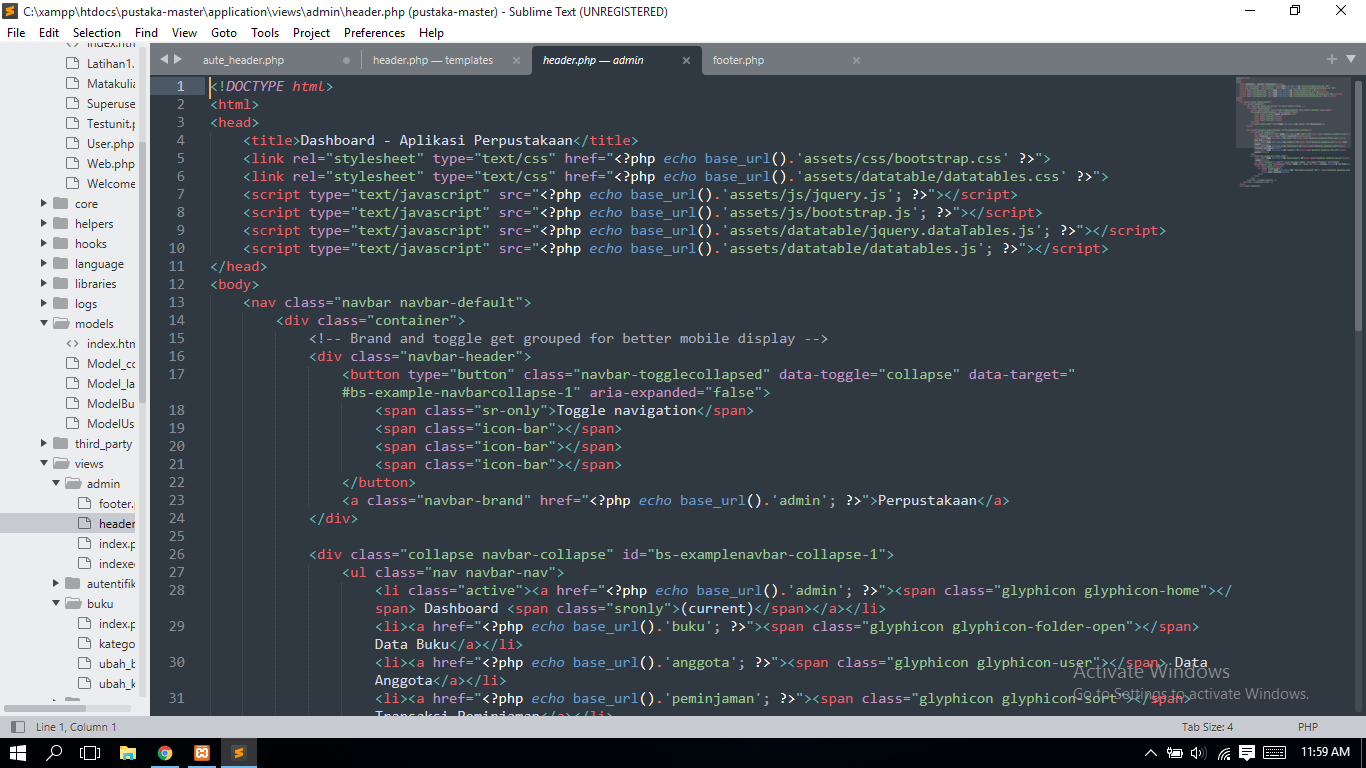 C:\xampp\htdocs\pustaka-master\application\views\admin\header.php (pustaka-master) - Sublime Text (UNREGISTERED)
File Edit Selection Find View Goto Tools Project Preferences Help
Latihan1.
Matakulia
Superuse
Testunit.p
User.php
Web.php
Welcome
core
helpers
hooks
language
libraries
logs
models
index.htn
Model_cc
Model_la
ModelBu
ModelUs
third_party
views
admin
footer.p
header
index.p
indexe
autentifik
buku
index.p
katego
ubah_b
ubah_k
aute_header.php header.php — templates header.php — admin footer.php
1 <!DOCTYPE html>
2 <html>
3 <head>
4 <title>Dashboard - Aplikasi Perpustakaan</title>
5 <link rel="stylesheet" type="text/css" href="<?php echo base_url().'assets/css/bootstrap.css' ?>">
6 <link rel="stylesheet" type="text/css" href="<?php echo base_url().'assets/datatable/datatables.css' ?>">
7 <script type="text/javascript" src="<?php echo base_url().'assets/js/jquery.js'; ?>"></script>
8 <script type="text/javascript" src="<?php echo base_url().'assets/js/bootstrap.js'; ?>"></script>
9 <script type="text/javascript" src="<?php echo base_url().'assets/datatable/jquery.dataTables.js'; ?>"></script>
10 <script type="text/javascript" src="<?php echo base_url().'assets/datatable/datatables.js'; ?>"></script>
11 </head>
12 <body>
13 <nav class="navbar navbar-default">
14 <div class="container">
15 <!-- Brand and toggle get grouped for better mobile display -->
16 <div class="navbar-header">
17 <button type="button" class="navbar-togglecollapsed" data-toggle="collapse" data-target="
#bs-example-navbarcollapse-1" aria-expanded="false">
18 <span class="sr-only">Toggle navigation</span>
19 <span class="icon-bar"></span>
20 <span class="icon-bar"></span>
21 <span class="icon-bar"></span>
22 </button>
23 <a class="navbar-brand" href="<?php echo base_url().'admin'; ?>">Perpustakaan</a>
24 </div>
25
26 <div class="collapse navbar-collapse" id="bs-examplenavbar-collapse-1">
27 <ul class="nav navbar-nav">
28 <li class="active"><a href="<?php echo base_url().'admin'; ?>"><span class="glyphicon glyphicon-home"></
span> Dashboard <span class="sronly">(current)</span></a></li>
29 <li><a href="<?php echo base_url().'buku'; ?>"><span class="glyphicon glyphicon-folder-open"></span>
Data Buku</a></li>
30 <li><a href="<?php echo base_url().'anggota'; ?>"><span class="glyphicon glyphicon-user"></span> Data
Anggota</a></li>
31 <li><a href="<?php echo base_url().'peminjaman'; ?>"><span class="glyphicon glyphicon-sort"></span>
Transaksi Peminjaman</a></li>
Activate Windows
Go to Settings to activate Windows.
Line 1, Column 1 Tab Size: 4 PHP
11:59 AM